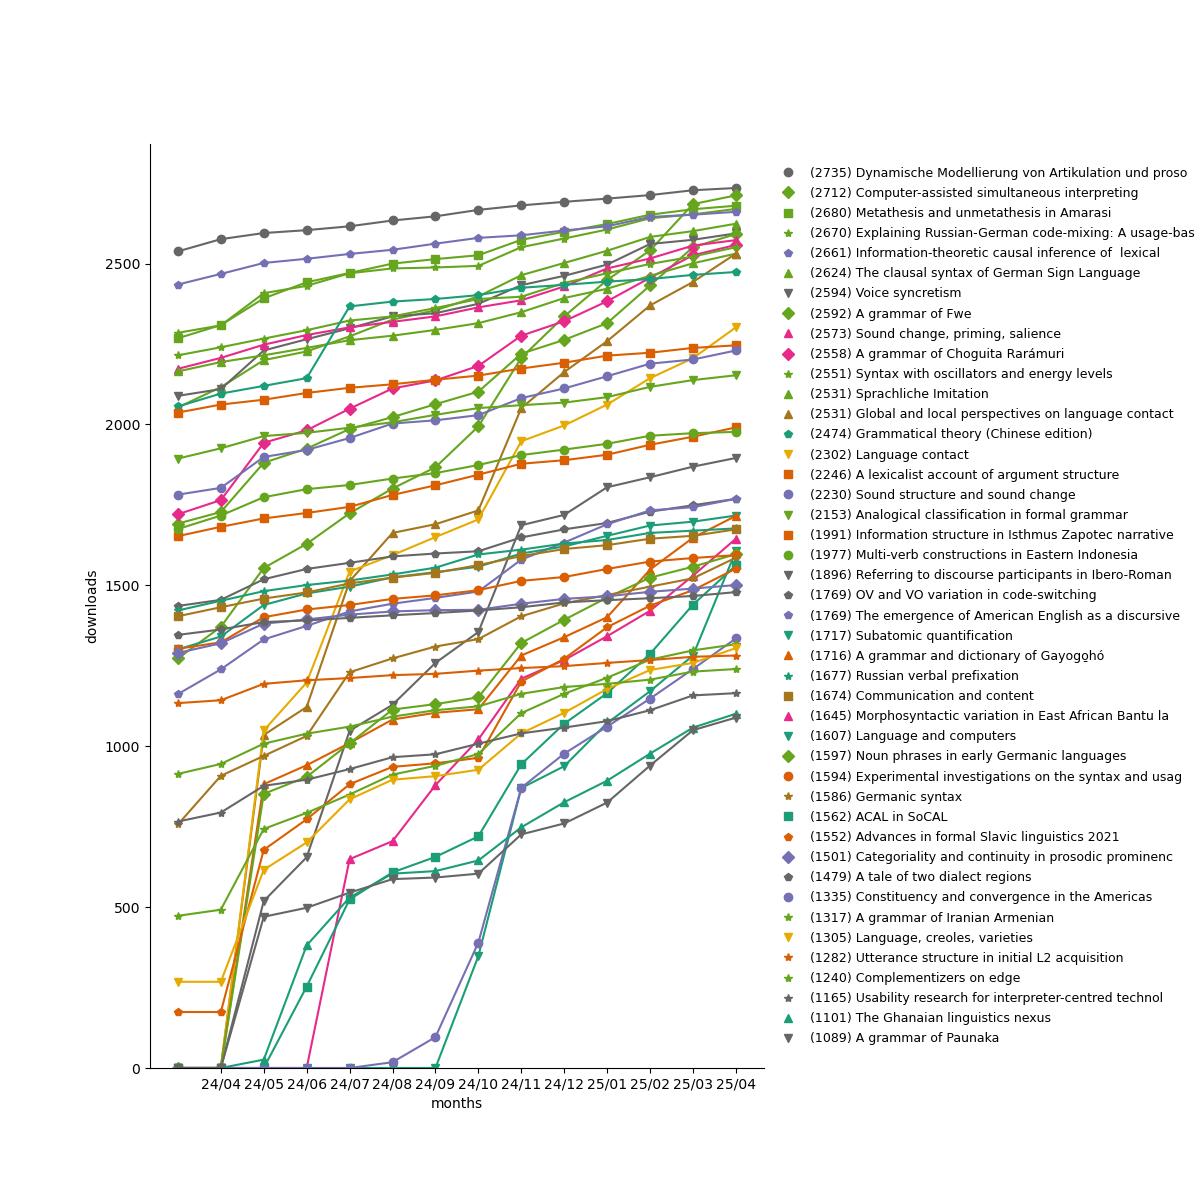 downloads
2500
2000
1500
1000
500
0
24/04 24/05 24/06 24/07 24/08 24/09 24/10 24/11 24/12 25/01 25/02 25/03 25/04
months
(2735) Dynamische Modellierung von Artikulation und proso
(2712) Computer-assisted simultaneous interpreting
(2680) Metathesis and unmetathesis in Amarasi
(2670) Explaining Russian-German code-mixing: A usage-bas
(2661) Information-theoretic causal inference of  lexical
(2624) The clausal syntax of German Sign Language
(2594) Voice syncretism
(2592) A grammar of Fwe
(2573) Sound change, priming, salience
(2558) A grammar of Choguita Rarámuri
(2551) Syntax with oscillators and energy levels
(2531) Sprachliche Imitation
(2531) Global and local perspectives on language contact
(2474) Grammatical theory (Chinese edition)
(2302) Language contact
(2246) A lexicalist account of argument structure
(2230) Sound structure and sound change
(2153) Analogical classification in formal grammar
(1991) Information structure in Isthmus Zapotec narrative
(1977) Multi-verb constructions in Eastern Indonesia
(1896) Referring to discourse participants in Ibero-Roman
(1769) OV and VO variation in code-switching
(1769) The emergence of American English as a discursive
(1717) Subatomic quantification
(1716) A grammar and dictionary of Gayogo̱hó
(1677) Russian verbal prefixation
(1674) Communication and content
(1645) Morphosyntactic variation in East African Bantu la
(1607) Language and computers
(1597) Noun phrases in early Germanic languages
(1594) Experimental investigations on the syntax and usag
(1586) Germanic syntax
(1562) ACAL in SoCAL
(1552) Advances in formal Slavic linguistics 2021
(1501) Categoriality and continuity in prosodic prominenc
(1479) A tale of two dialect regions
(1335) Constituency and convergence in the Americas
(1317) A grammar of Iranian Armenian
(1305) Language, creoles, varieties
(1282) Utterance structure in initial L2 acquisition
(1240) Complementizers on edge
(1165) Usability research for interpreter-centred technol
(1101) The Ghanaian linguistics nexus
(1089) A grammar of Paunaka